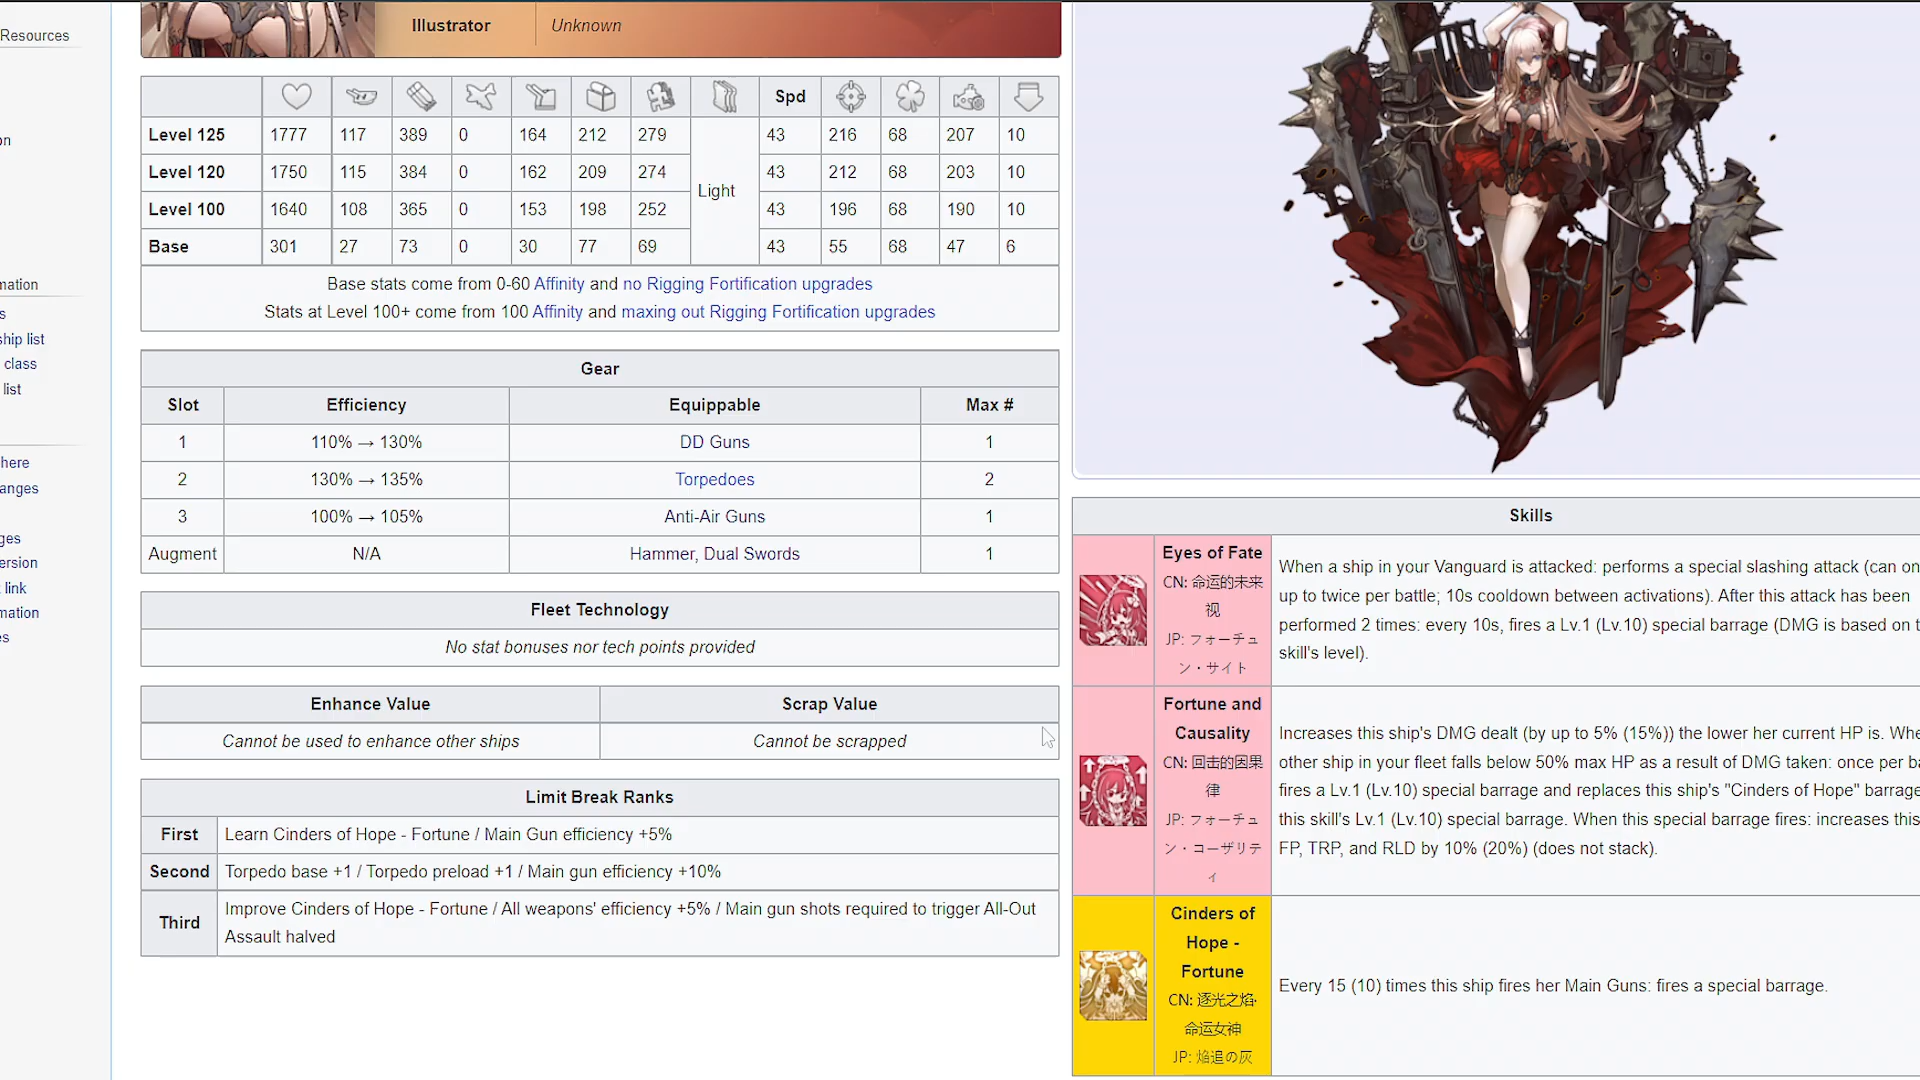 Resources
on
mation
s
ship list
class
list
here
anges
ges
ersion
link
mation
es
Illustrator Unknown
Spd
Level 125 1777 117 389 0 164 212 279 Light 43 216 68 207 10
Level 120 1750 115 384 0 162 209 274 43 212 68 203 10
Level 100 1640 108 365 0 153 198 252 43 196 68 190 10
Base 301 27 73 0 30 77 69 43 55 68 47 6
Base stats come from 0-60 Affinity and no Rigging Fortification upgrades
Stats at Level 100+ come from 100 Affinity and maxing out Rigging Fortification upgrades
Gear
Slot Efficiency Equippable Max #
1 110% → 130% DD Guns 1
2 130% → 135% Torpedoes 2
3 100% → 105% Anti-Air Guns 1
Augment N/A Hammer, Dual Swords 1
Fleet Technology
No stat bonuses nor tech points provided
Enhance Value Scrap Value
Cannot be used to enhance other ships Cannot be scrapped
Limit Break Ranks
First Learn Cinders of Hope - Fortune / Main Gun efficiency +5%
Second Torpedo base +1 / Torpedo preload +1 / Main gun efficiency +10%
Third Improve Cinders of Hope - Fortune / All weapons' efficiency +5% / Main gun shots required to trigger All-Out
Assault halved
Skills
Eyes of Fate
CN: 命运的未来
视
JP: フォーチュ
ン・サイト
When a ship in your Vanguard is attacked: performs a special slashing attack (can on
up to twice per battle; 10s cooldown between activations). After this attack has been
performed 2 times: every 10s, fires a Lv.1 (Lv.10) special barrage (DMG is based on t
skill's level).
Fortune and
Causality
CN: 回击的因果
律
JP: フォーチュ
ン・コーザリテ
ィ
Increases this ship's DMG dealt (by up to 5% (15%)) the lower her current HP is. Whe
other ship in your fleet falls below 50% max HP as a result of DMG taken: once per ba
fires a Lv.1 (Lv.10) special barrage and replaces this ship's "Cinders of Hope" barrage
this skill's Lv.1 (Lv.10) special barrage. When this special barrage fires: increases this
FP, TRP, and RLD by 10% (20%) (does not stack).
Cinders of
Hope -
Fortune
CN: 逐光之焰·
命运女神
JP: 焔追の灰
Every 15 (10) times this ship fires her Main Guns: fires a special barrage.